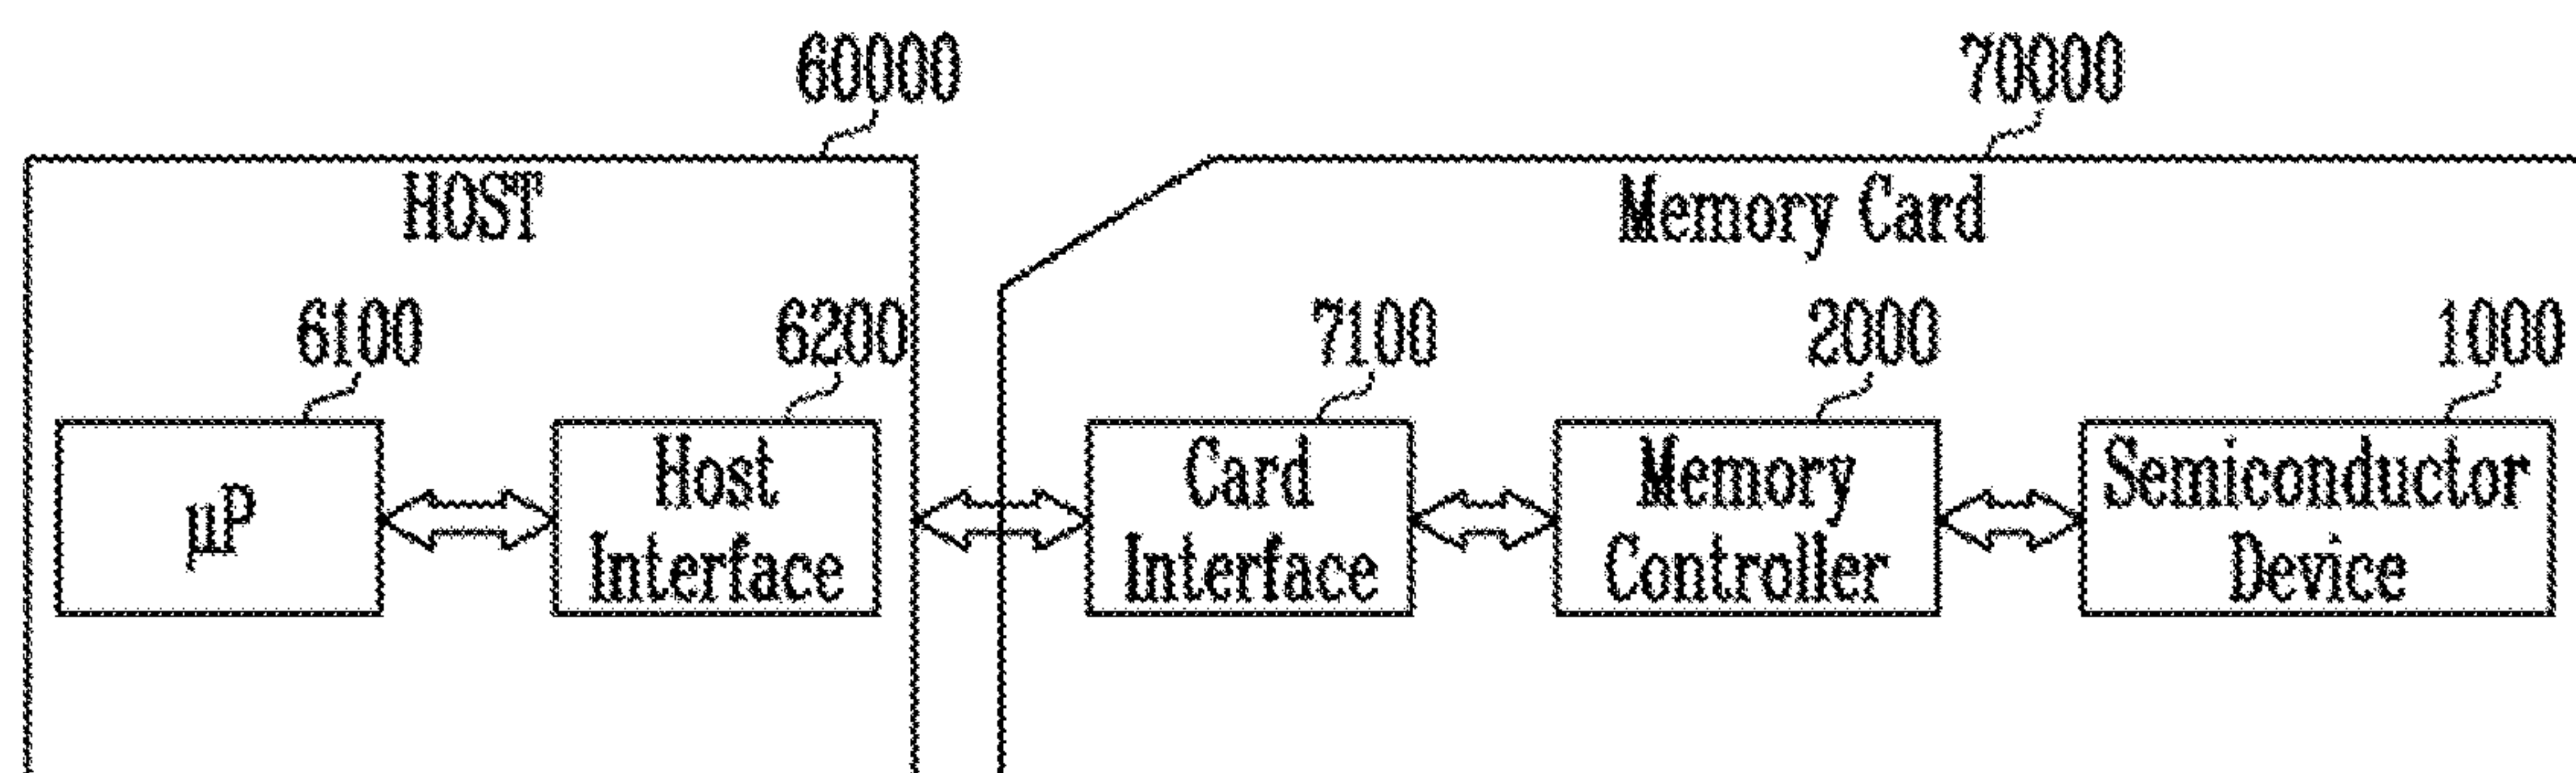 60000
70000
HOST
Memory Card
6100
6200
7100
2000
1000
μP
Host
Interface
Card
Interface
Memory
Controller
Semiconductor
Device